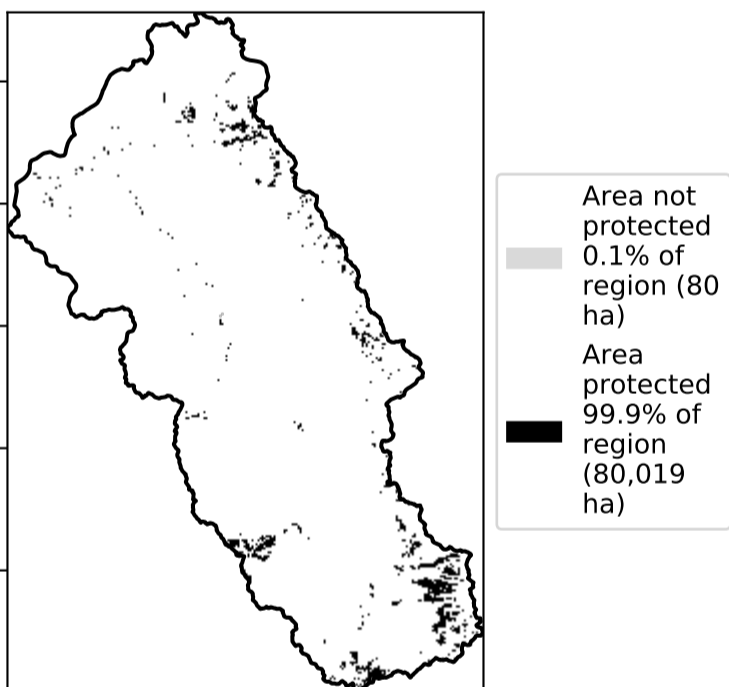 Area not
protected
0.1% of
region (80
ha)
Area
protected
99.9% of
region
(80,019
ha)